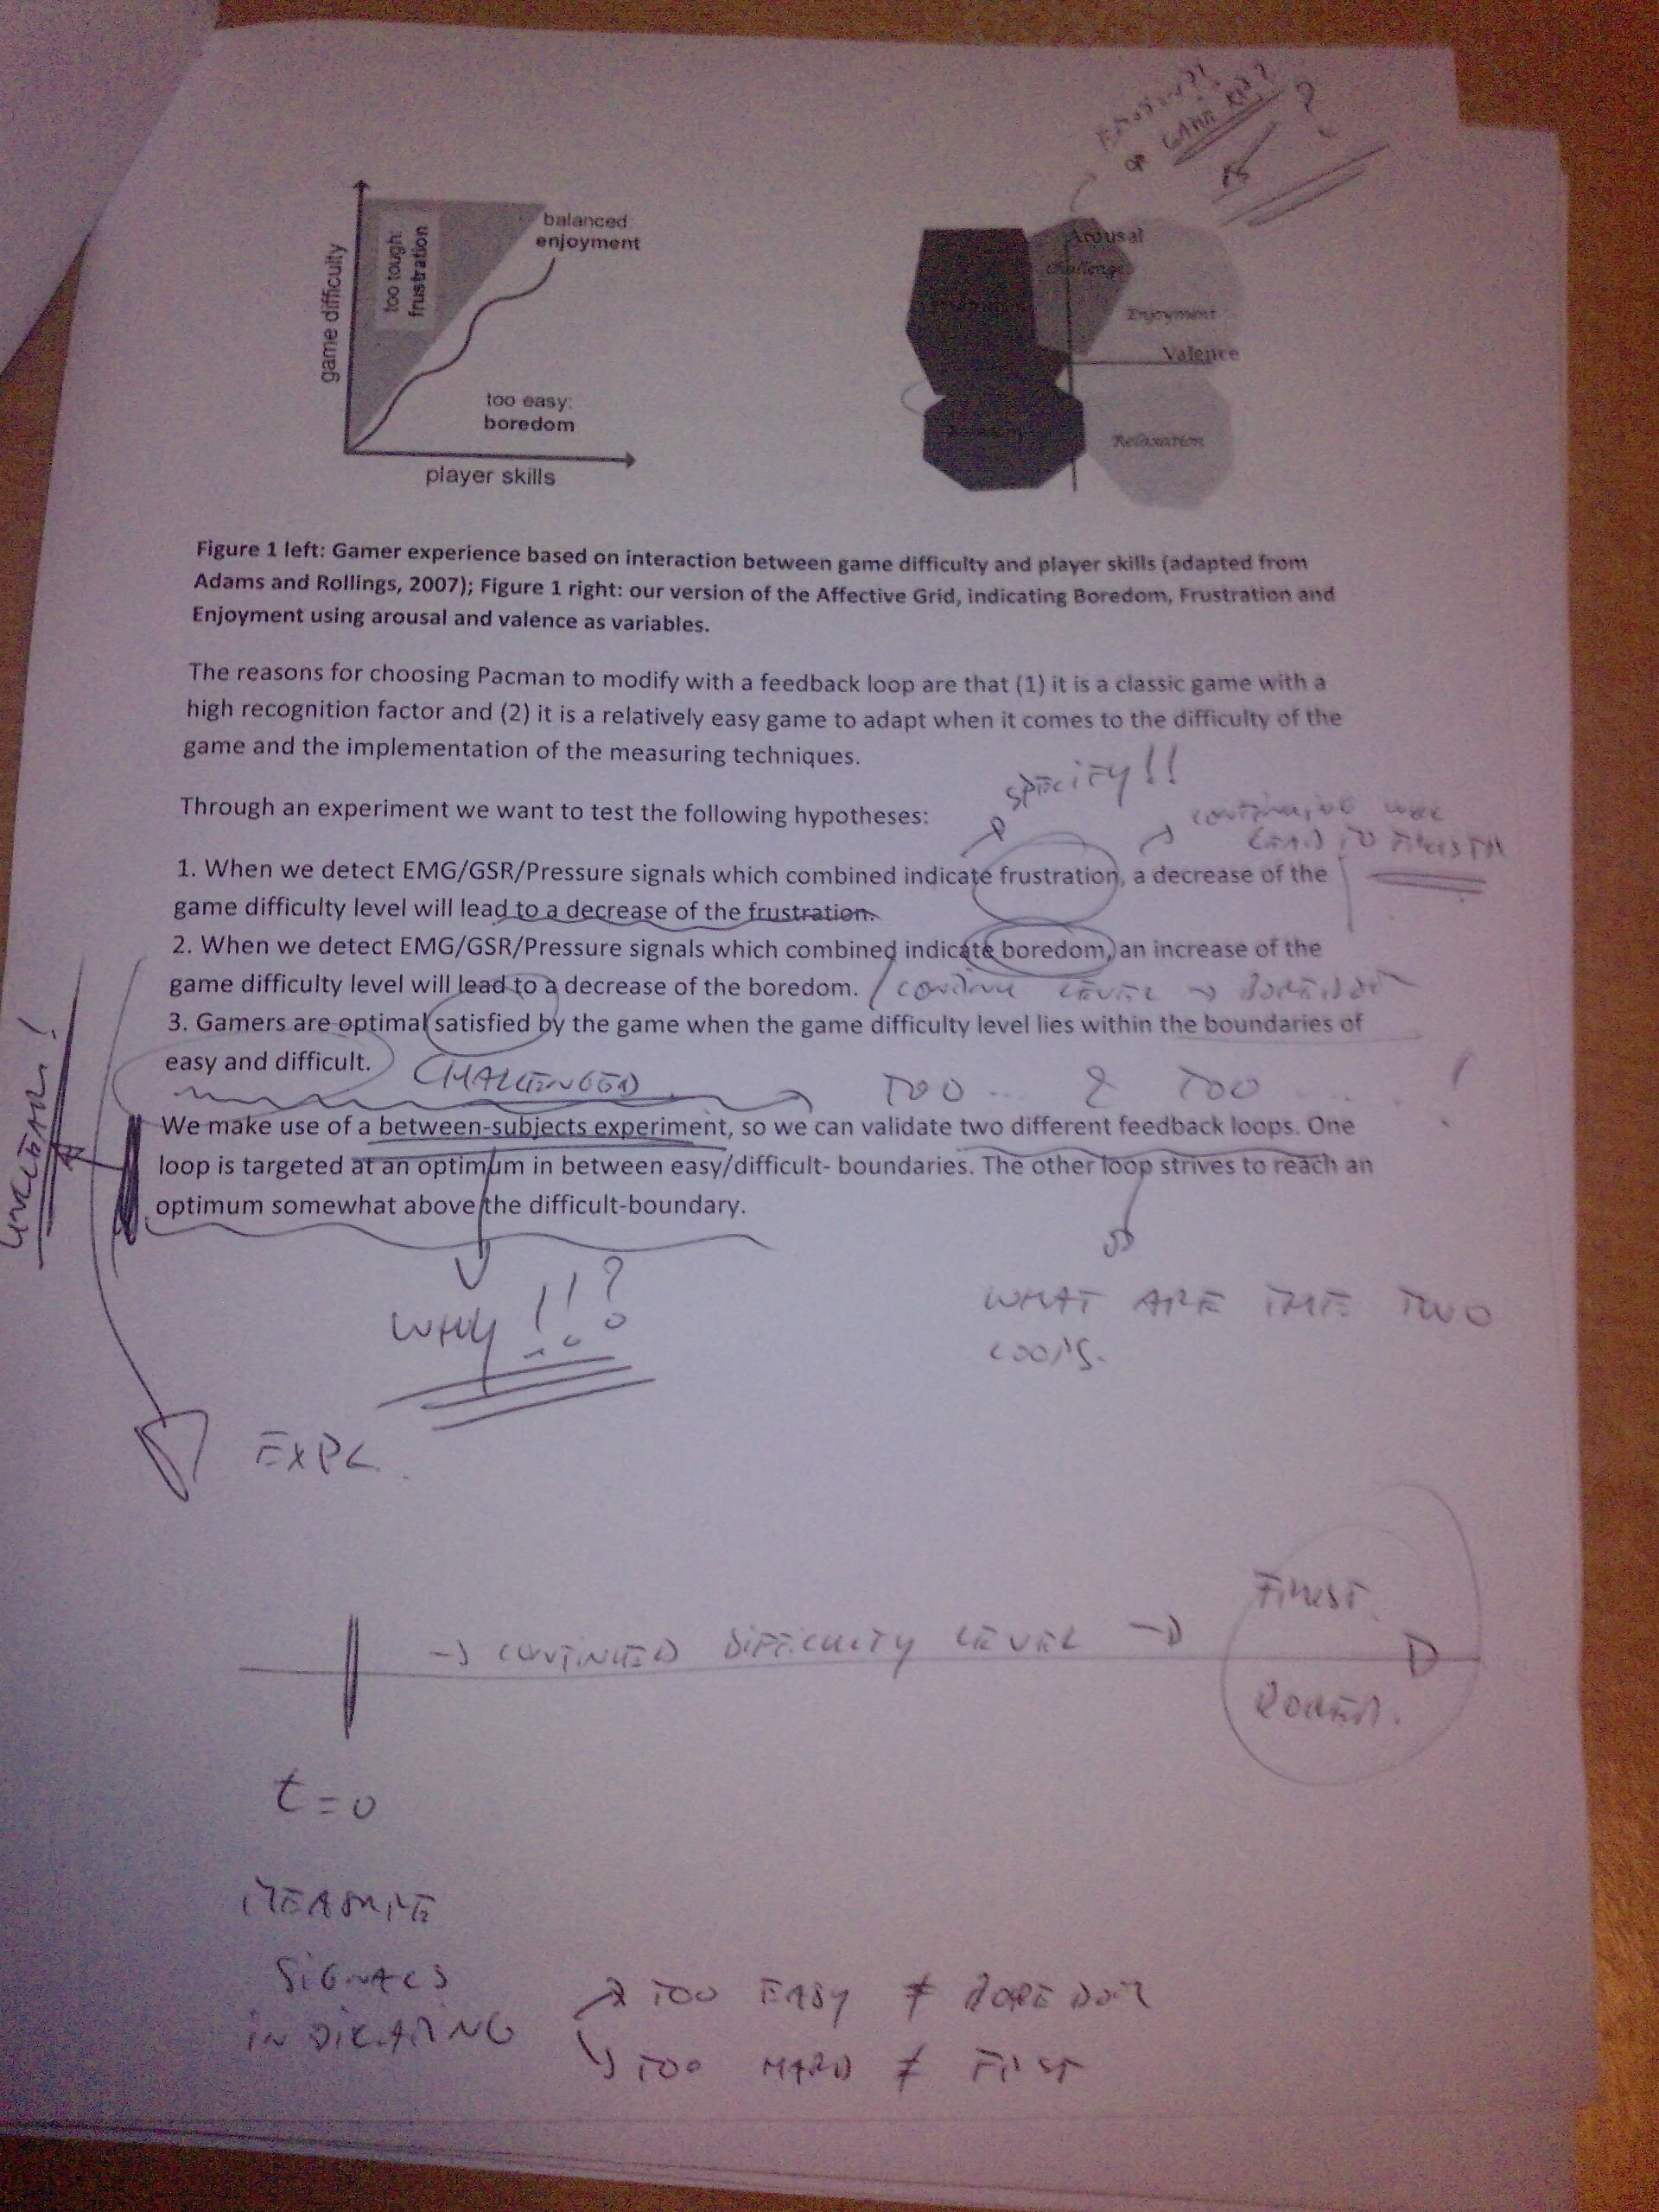 ?
balanced
enjoyment
too tough:
frustration
game difficulty
too easy:
boredom
player skills
Arousal
Challenge
Enjoyment
Valence
Relaxation
Figure 1 left: Gamer experience based on interaction between game difficulty and player skills (adapted from
Adams and Rollings, 2007); Figure 1 right: our version of the Affective Grid, indicating Boredom, Frustration and
Enjoyment using arousal and valence as variables.
The reasons for choosing Pacman to modify with a feedback loop are that (1) it is a classic game with a
high recognition factor and (2) it is a relatively easy game to adapt when it comes to the difficulty of the
game and the implementation of the measuring techniques.
specify!!
Through an experiment we want to test the following hypotheses:
LEAD TO
1. When we detect EMG/GSR/Pressure signals which combined indicate frustration, a decrease of the
game difficulty level will lead to a decrease of the frustration.
2. When we detect EMG/GSR/Pressure signals which combined indicate boredom, an increase of the
game difficulty level will lead to a decrease of the boredom. / CONTINUE LEVEL → BOREDOM
3. Gamers are optimal satisfied by the game when the game difficulty level lies within the boundaries of
easy and difficult.
CHALLENGED TOO ... & TOO ... !
We make use of a between-subjects experiment, so we can validate two different feedback loops. One
loop is targeted at an optimum in between easy/difficult- boundaries. The other loop strives to reach an
optimum somewhat above the difficult-boundary.
UNCLEAR!
WHY!!?
WHAT ARE THE TWO
LOOPS.
EXPL.
FRUST.
→ CONTINUED DIFFICULTY LEVEL →
BORED.
t=0
MEASURE
SIGNALS
INDICATING
TOO EASY ≠ BOREDOM
TOO HARD ≠ FRUST